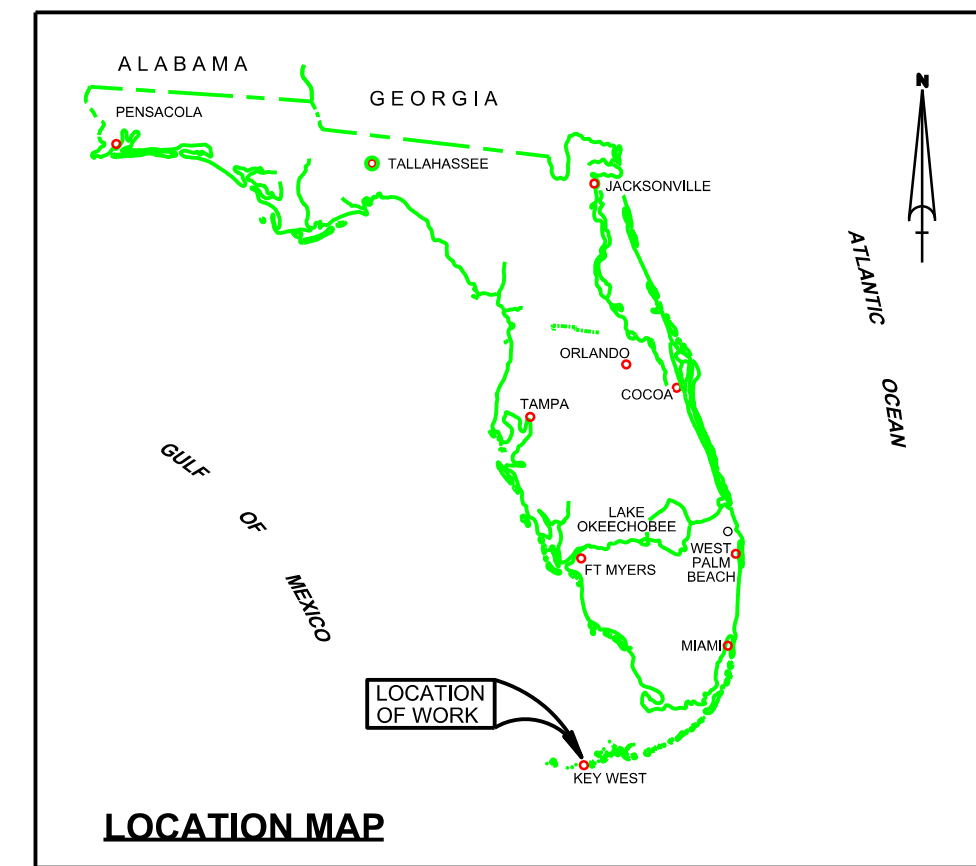 ALABAMA
GEORGIA
N
PENSACOLA
TALLAHASSEE
JACKSONVILLE
ATLANTIC
OCEAN
ORLANDO
COCOA
TAMPA
GULF
OF
MEXICO
LAKE
OKEECHOBEE
WEST
PALM
BEACH
FT MYERS
MIAMI
LOCATION
OF WORK
KEY WEST
LOCATION MAP